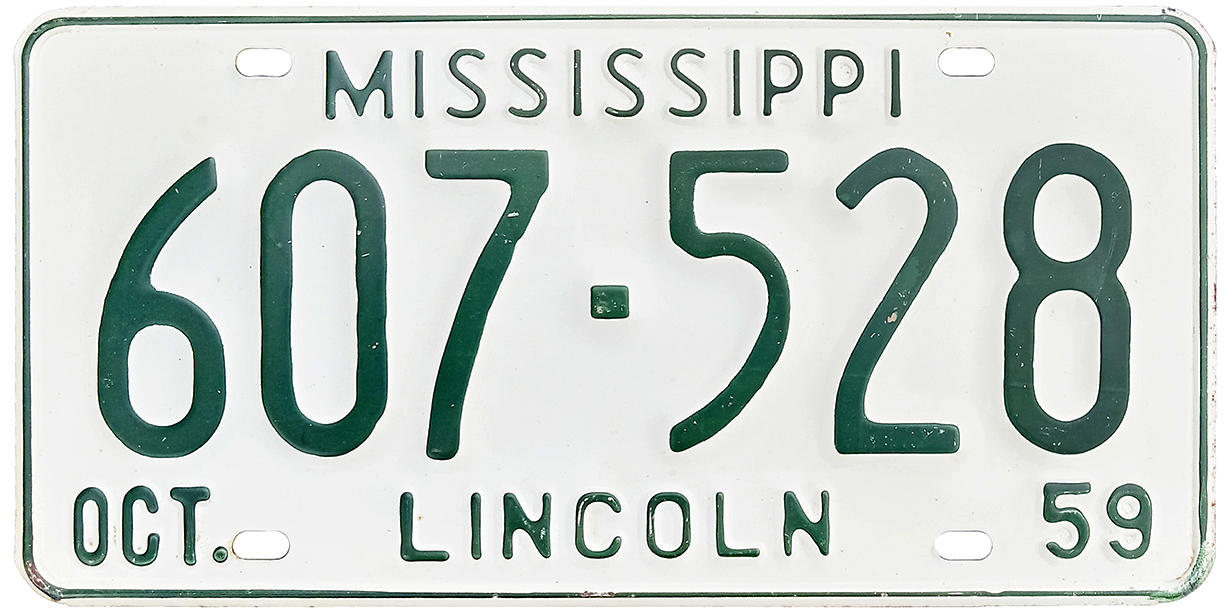 MISSISSIPPI
607·528
OCT. LINCOLN 59